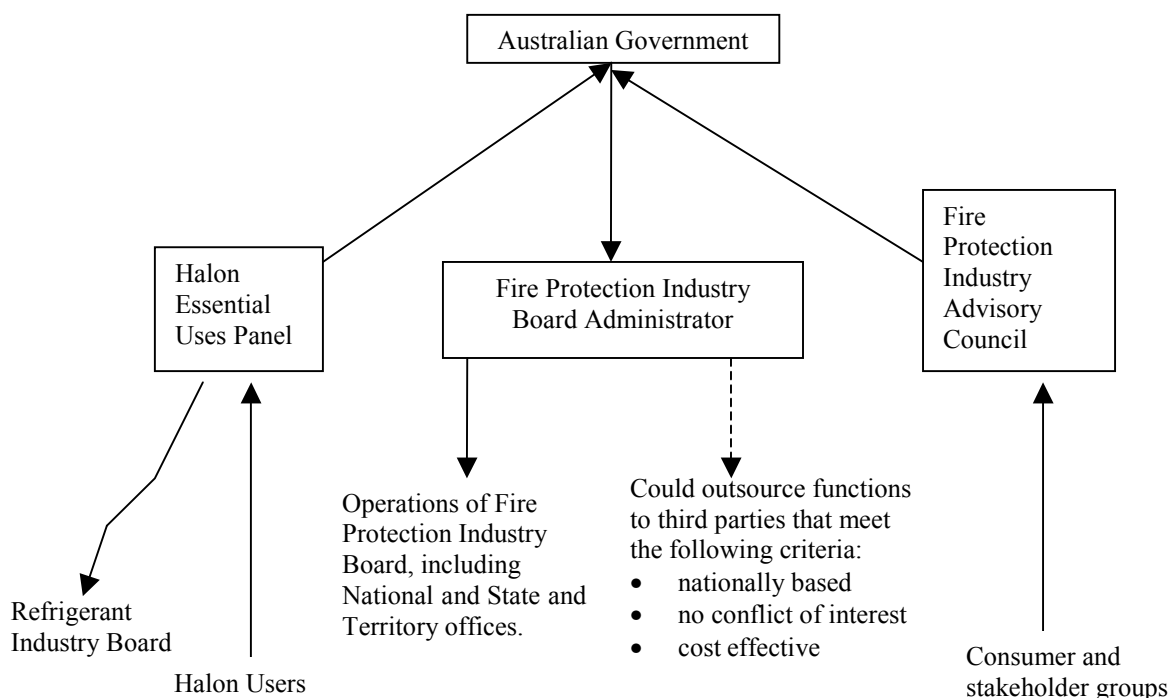 Australian Government
Halon
Essential
Uses Panel
Fire Protection Industry
Board Administrator
Fire
Protection
Industry
Advisory
Council
Refrigerant
Industry Board
Halon Users
Operations of Fire
Protection Industry
Board, including
National and State and
Territory offices.
Could outsource functions
to third parties that meet
the following criteria:
• nationally based
• no conflict of interest
• cost effective
Consumer and
stakeholder groups